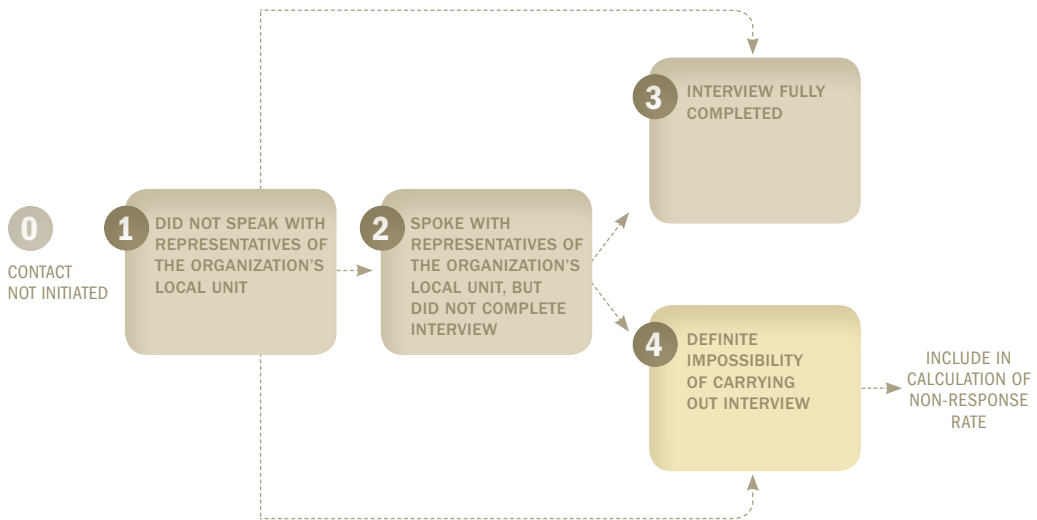 0
CONTACT
NOT INITIATED
1
DID NOT SPEAK WITH
REPRESENTATIVES OF
THE ORGANIZATION'S
LOCAL UNIT
2
SPOKE WITH
REPRESENTATIVES OF
THE ORGANIZATION'S
LOCAL UNIT, BUT
DID NOT COMPLETE
INTERVIEW
3
INTERVIEW FULLY
COMPLETED
4
DEFINITE
IMPOSSIBILITY
OF CARRYING
OUT INTERVIEW
INCLUDE IN
CALCULATION OF
NON-RESPONSE
RATE